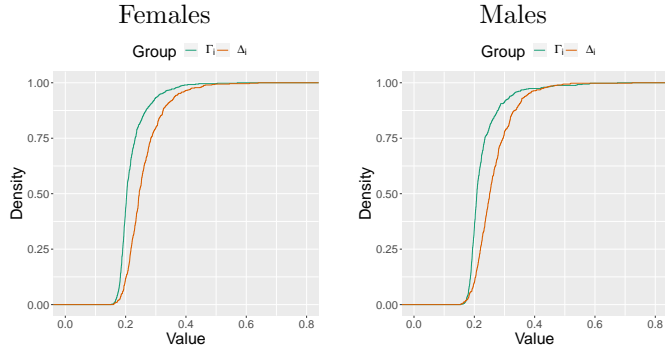 Females Males
Group Γi Δi Group Γi Δi
1.00 1.00
0.75 0.75
Density Density
0.50 0.50
0.25 0.25
0.00 0.00
0.0 0.2 0.4 0.6 0.8 0.0 0.2 0.4 0.6 0.8
Value Value